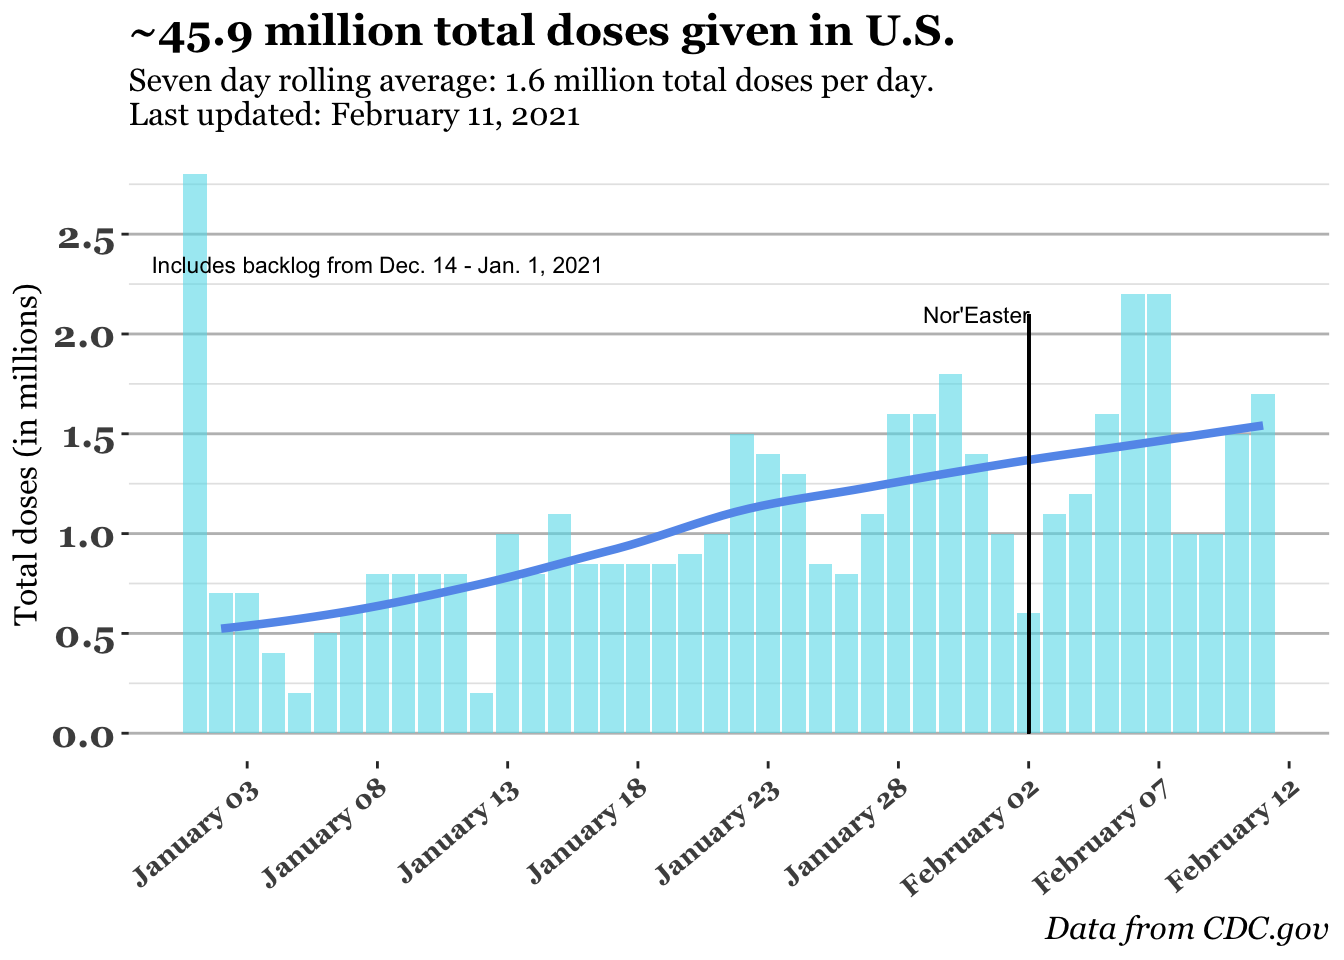 ~45.9 million total doses given in U.S.
Seven day rolling average: 1.6 million total doses per day.
Last updated: February 11, 2021
Total doses (in millions)
2.5
2.0
1.5
1.0
0.5
0.0
Includes backlog from Dec. 14 - Jan. 1, 2021
Nor'Easter
January 03
January 08
January 13
January 18
January 23
January 28
February 02
February 07
February 12
Data from CDC.gov